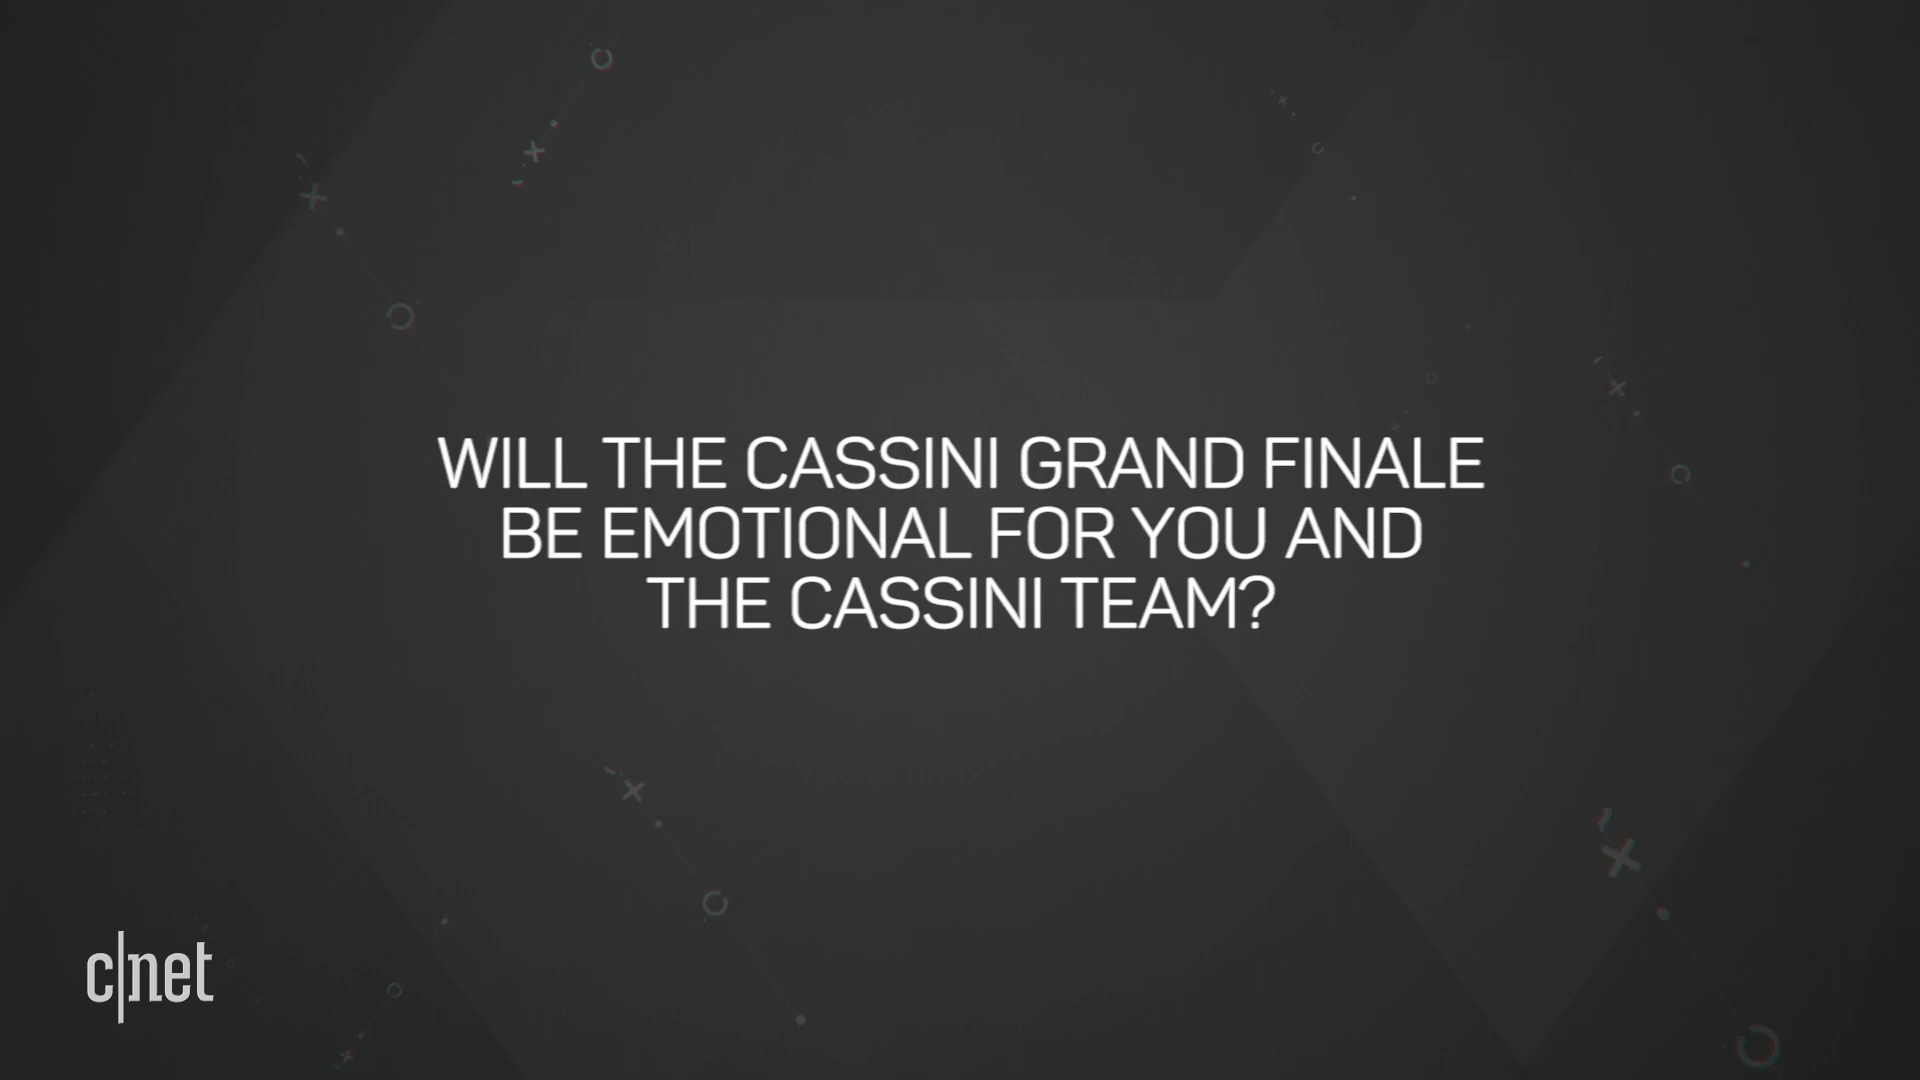 WILL THE CASSINI GRAND FINALE
BE EMOTIONAL FOR YOU AND
THE CASSINI TEAM?
c|net